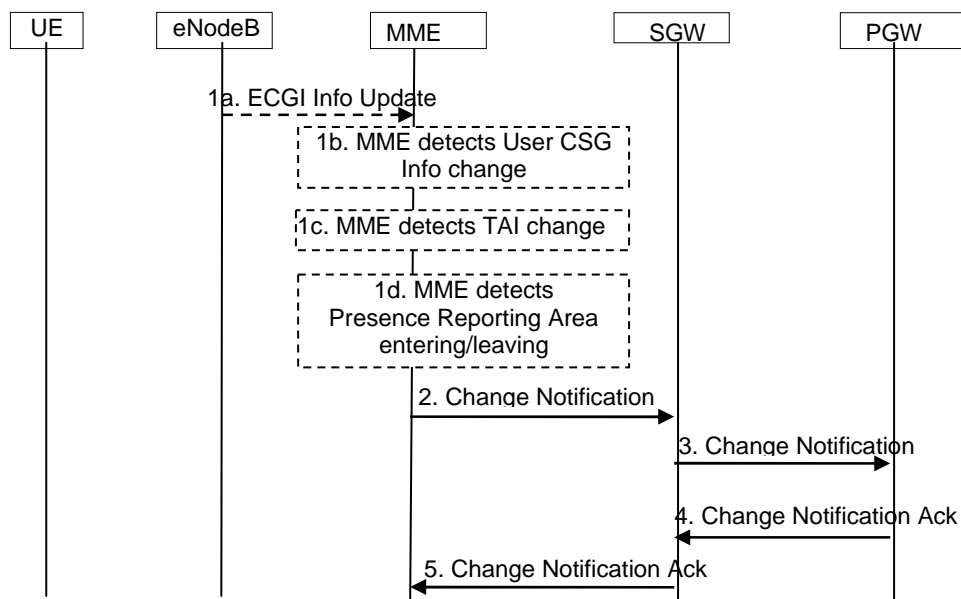 UE
eNodeB
MME
SGW
PGW
1a. ECGI Info Update
1b. MME detects User CSG
Info change
1c. MME detects TAI change
1d. MME detects
Presence Reporting Area
entering/leaving
2. Change Notification
3. Change Notification
4. Change Notification Ack
5. Change Notification Ack